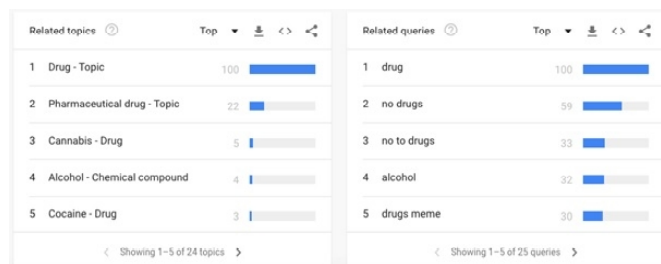 Related topics
Top
1 Drug - Topic 100
2 Pharmaceutical drug - Topic 22
3 Cannabis - Drug 5
4 Alcohol - Chemical compound 4
5 Cocaine - Drug 3
Showing 1-5 of 24 topics
Related queries
Top
1 drug 100
2 no drugs 59
3 no to drugs 33
4 alcohol 32
5 drugs meme 30
Showing 1-5 of 25 queries